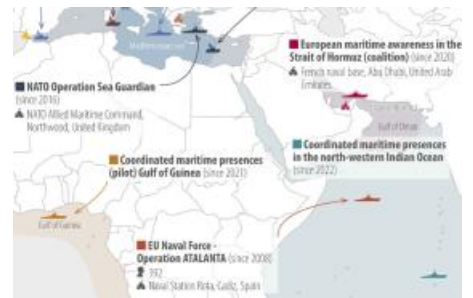 Mediterranean Sea
NATO Operation Sea Guardian
(since 2016)
NATO Allied Maritime Command,
Northwood, United Kingdom
European maritime awareness in the
Strait of Hormuz (coalition) (since 2020)
French naval base, Abu Dhabi, United Arab
Emirates
Gulf of Oman
Coordinated maritime presences
(pilot) Gulf of Guinea (since 2021)
Coordinated maritime presences
in the north-western Indian Ocean
(since 2022)
Gulf of Guinea
EU Naval Force -
Operation ATALANTA (since 2008)
192
Naval Station Rota, Cadiz, Spain